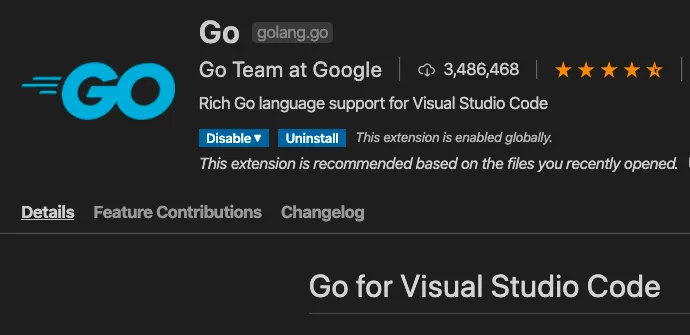 Go golang.go
GO
Go Team at Google 3,486,468
Rich Go language support for Visual Studio Code
Disable Uninstall This extension is enabled globally.
This extension is recommended based on the files you recently opened.
Details Feature Contributions Changelog
Go for Visual Studio Code